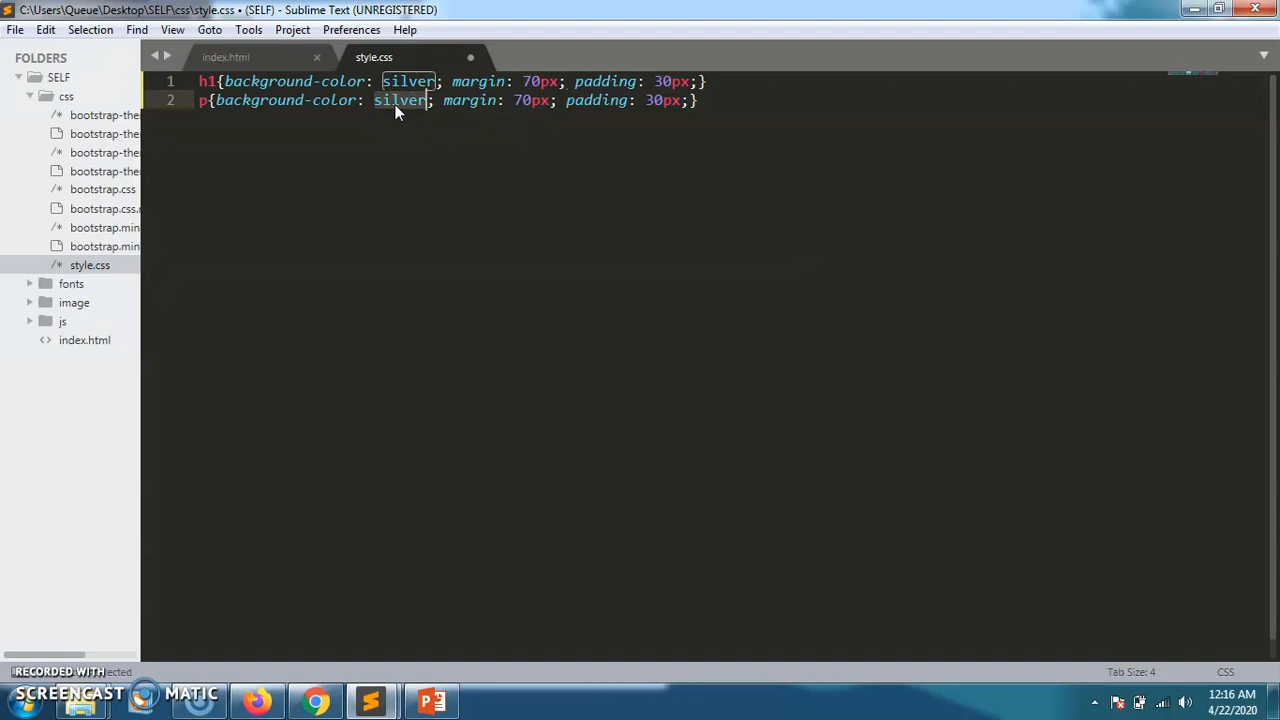 C:\Users\Queue\Desktop\SELF\css\style.css • (SELF) - Sublime Text (UNREGISTERED)
File Edit Selection Find View Goto Tools Project Preferences Help
FOLDERS
SELF
css
bootstrap-the
bootstrap-the
bootstrap-the
bootstrap-the
bootstrap.css
bootstrap.css.
bootstrap.min
bootstrap.min
style.css
fonts
image
js
index.html
index.html
style.css
1 h1{background-color: silver; margin: 70px; padding: 30px;}
2 p{background-color: silver; margin: 70px; padding: 30px;}
Tab Size: 4 CSS
RECORDED WITH
SCREENCAST MATIC
12:16 AM
4/22/2020